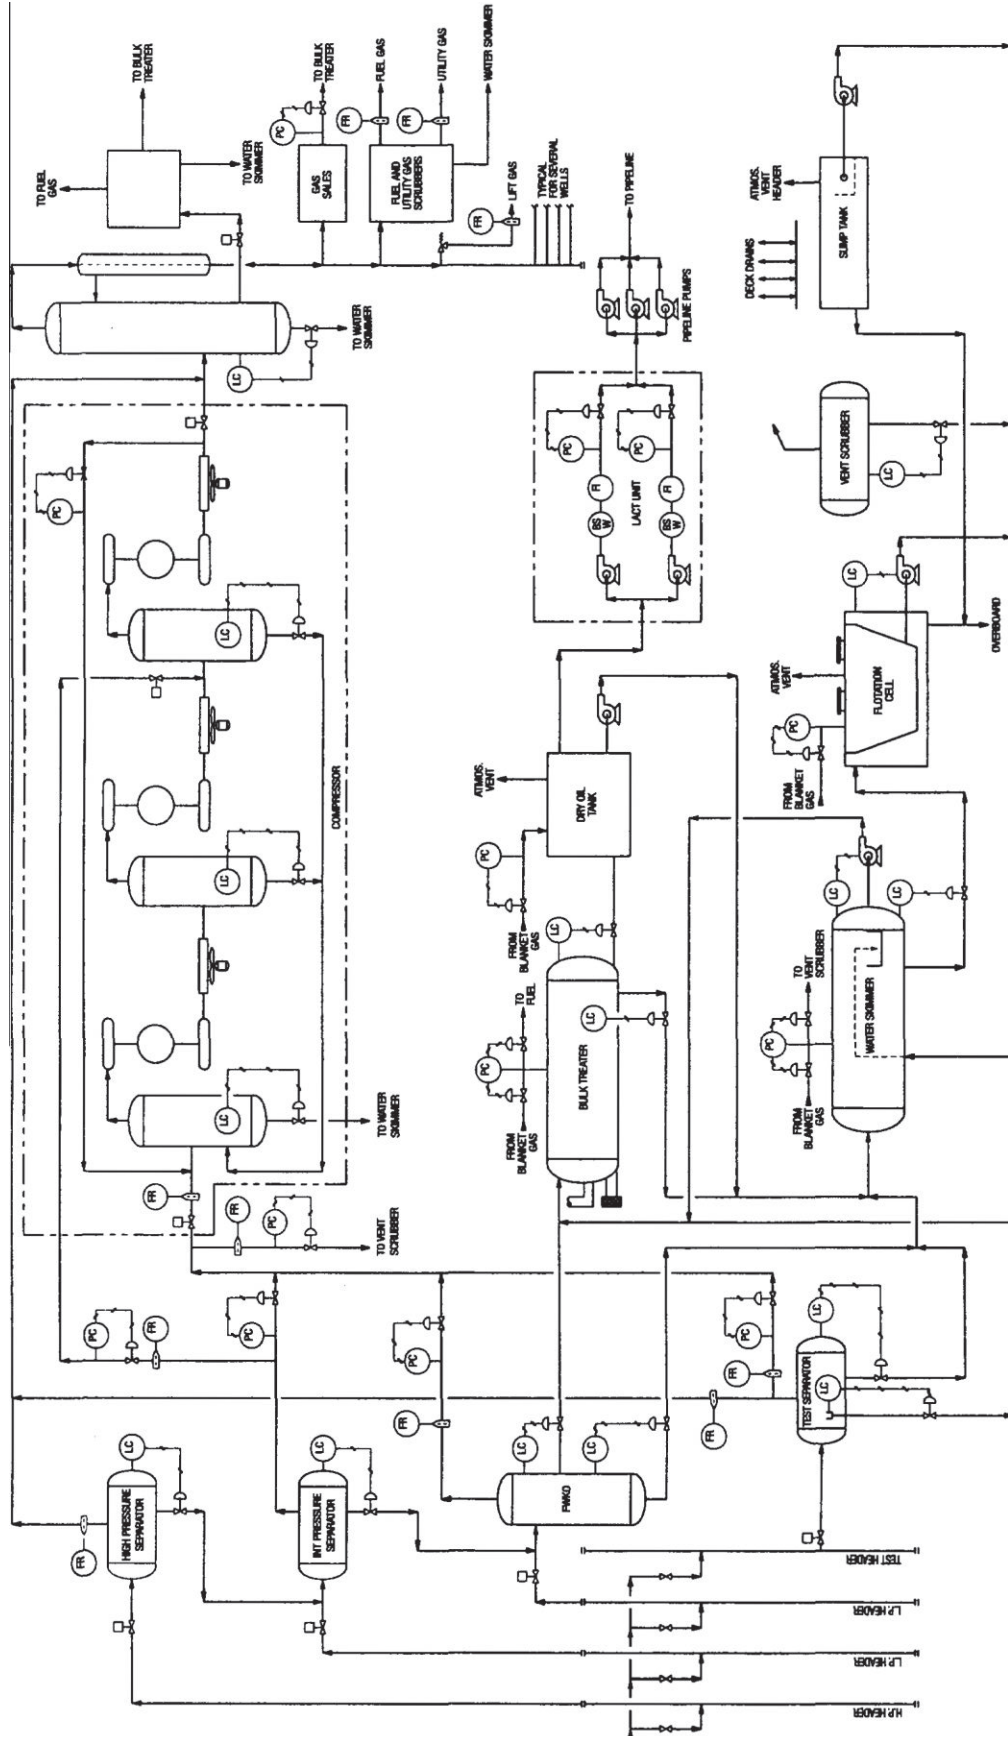 TO BULK
TREATER
TO FUEL
GAS
TO WATER
SKIMMER
TO BULK
TREATER
PC
GAS
SALES
FUEL GAS
FR
UTILITY GAS
FR
FUEL AND
UTILITY GAS
SCRUBBERS
WATER SKIMMER
LIFT GAS
FR
TYPICAL
FOR SEVERAL
WELLS
LC
TO WATER
SKIMMER
PC
LC
LC
LC
COMPRESSOR
TO WATER
SKIMMER
FR
FR
PC
TO VENT
SCRUBBER
PC
FR
PC
PC
FR
PC
FR
FR
FR
HIGH PRESSURE
SEPARATOR
LC
INT PRESSURE
SEPARATOR
LC
FWKO
LC
LC
TEST SEPARATOR
LC
LC
TEST HEADER
L.P. HEADER
L.P. HEADER
H.P. HEADER
TO PIPELINE
PIPELINE PUMPS
PC
PC
FI
FI
BS
W
BS
W
LACT UNIT
ATMOS.
VENT
DRY OIL
TANK
PC
FROM
BLANKET
GAS
LC
LC
BULK TREATER
TO
FUEL
PC
FROM
BLANKET
GAS
ATMOS.
VENT
HEADER
SUMP TANK
DECK DRAINS
VENT SCRUBBER
LC
LC
ATMOS.
VENT
PC
FLOTATION
CELL
FROM
BLANKET
GAS
OVERBOARD
LC
LC
TO
VENT
SCRUBBER
PC
FROM
BLANKET
GAS
WATER SKIMMER